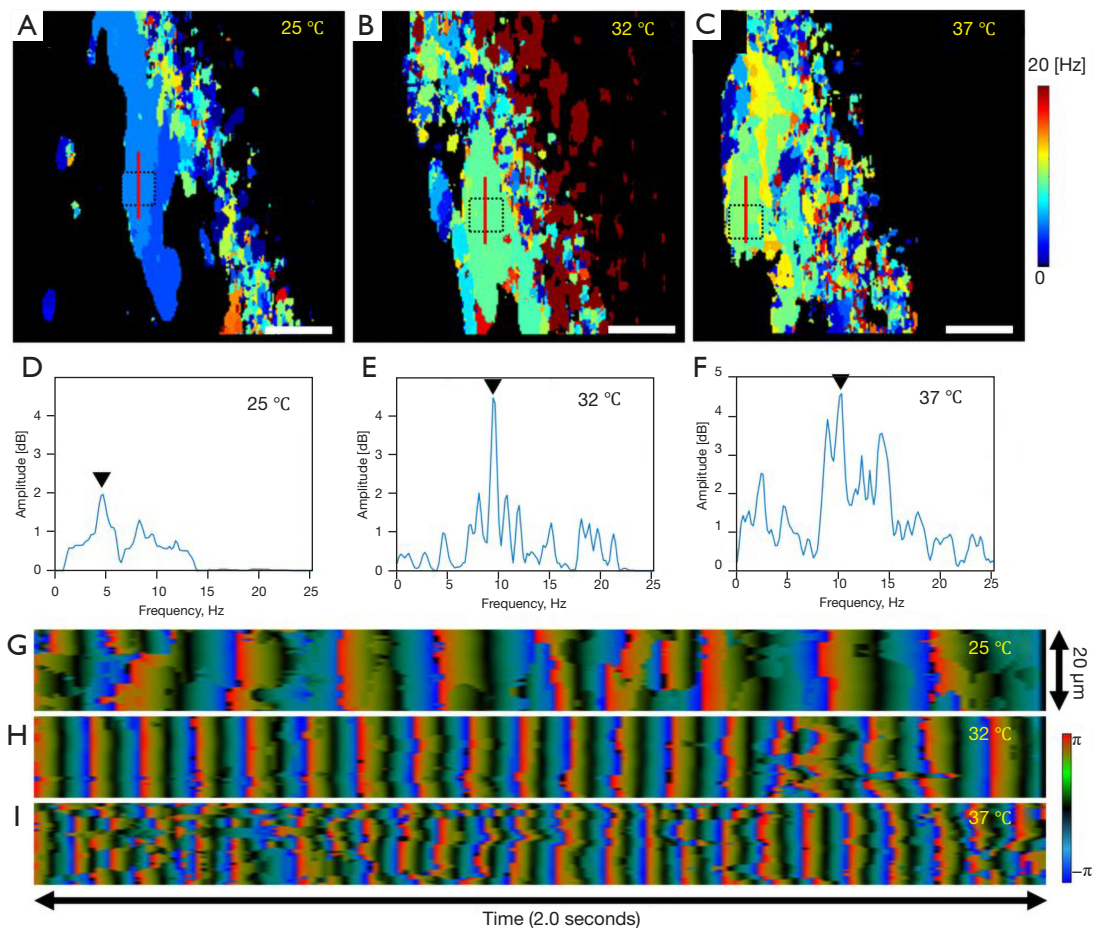 A
25 ℃
B
32 ℃
C
37 ℃
20 [Hz]
0
D
25 ℃
Amplitude [dB]
4
3
2
1
0
0 5 10 15 20 25
Frequency, Hz
E
32 ℃
Amplitude [dB]
4
3
2
1
0
0 5 10 15 20 25
Frequency, Hz
F
37 ℃
Amplitude [dB]
5
4
3
2
1
0
0 5 10 15 20 25
Frequency, Hz
G
25 ℃
20 μm
H
32 ℃
π
I
37 ℃
−π
Time (2.0 seconds)